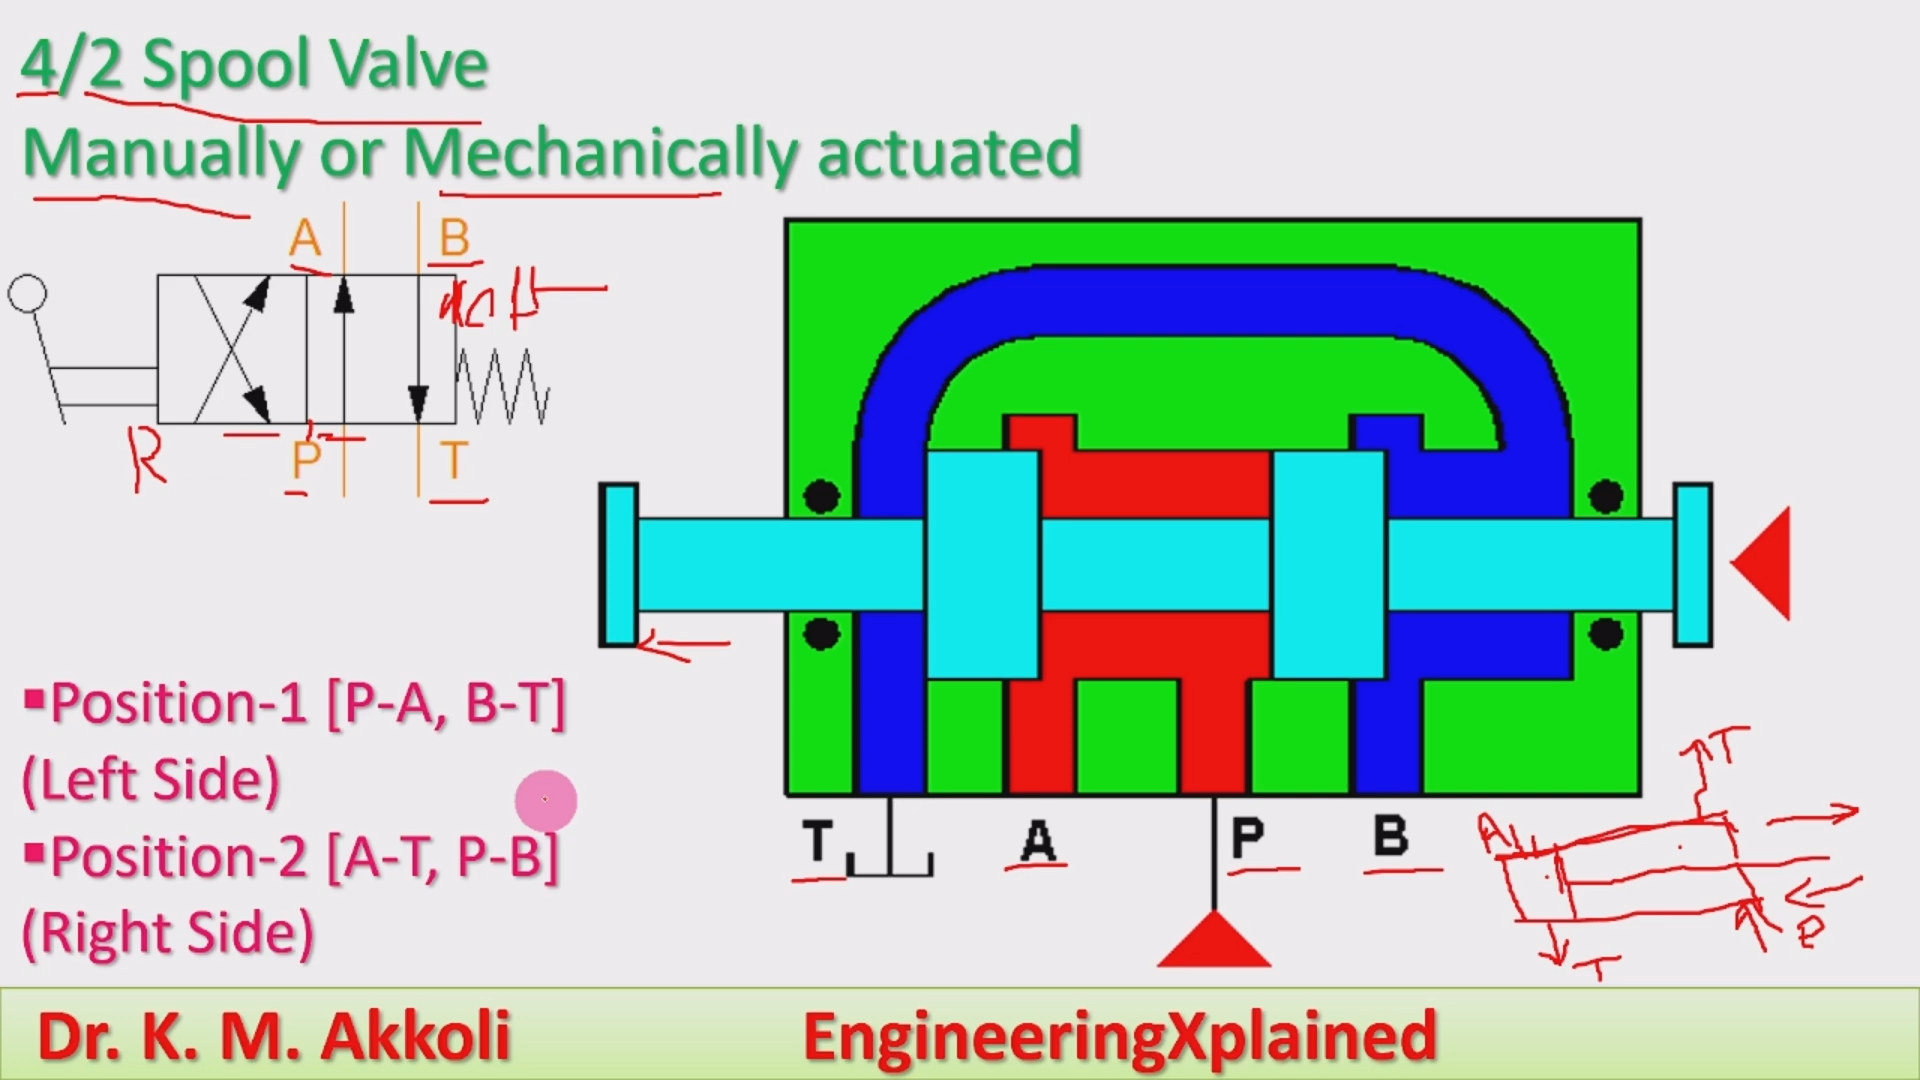 4/2 Spool Valve
Manually or Mechanically actuated
A B
R P T
▪Position-1 [P-A, B-T]
(Left Side)
▪Position-2 [A-T, P-B]
(Right Side)
T A P B
T
A
P
T
Dr. K. M. Akkoli EngineeringXplained